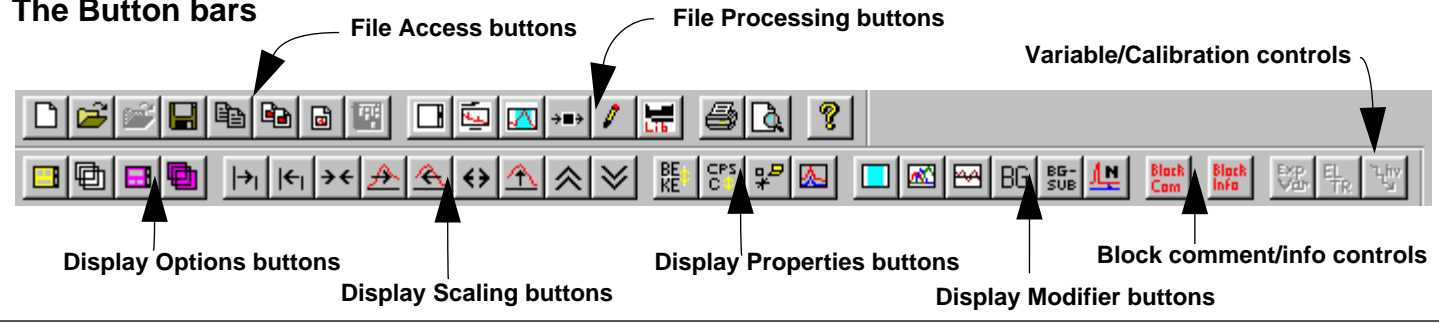 The Button bars
File Access buttons
File Processing buttons
Variable/Calibration controls
Lib
?
BE KE
CPS C
BG
BG-SUB
N
Block Com
Block Info
Exp Var
EL TR
hν
Display Options buttons
Display Scaling buttons
Display Properties buttons
Display Modifier buttons
Block comment/info controls